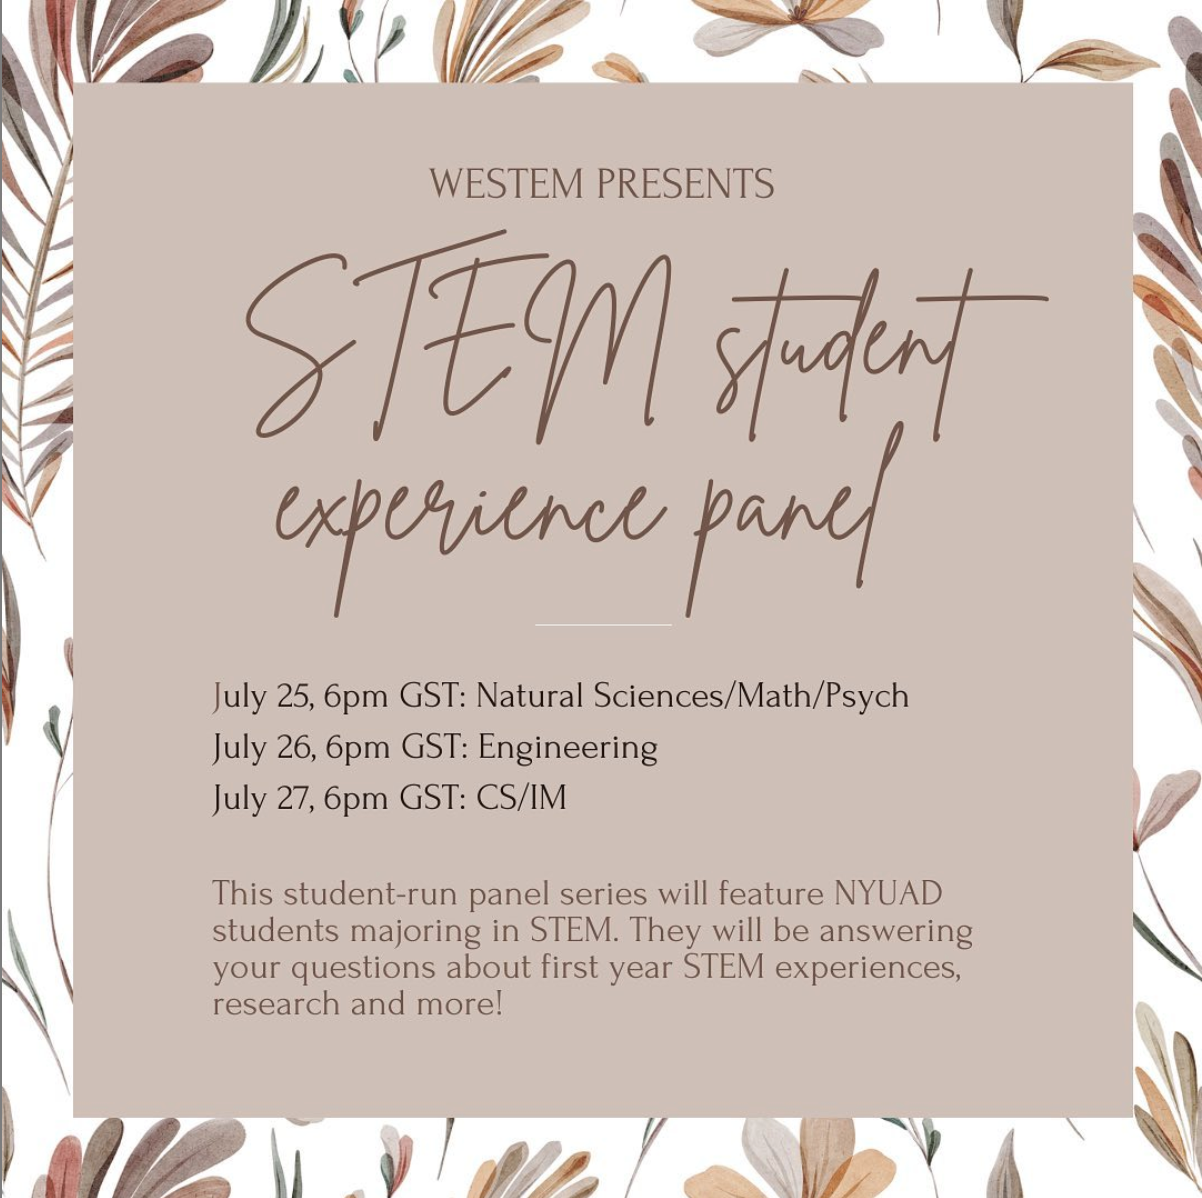 WESTEM PRESENTS
STEM student
experience panel
July 25, 6pm GST: Natural Sciences/Math/Psych
July 26, 6pm GST: Engineering
July 27, 6pm GST: CS/IM
This student-run panel series will feature NYUAD
students majoring in STEM. They will be answering
your questions about first year STEM experiences,
research and more!